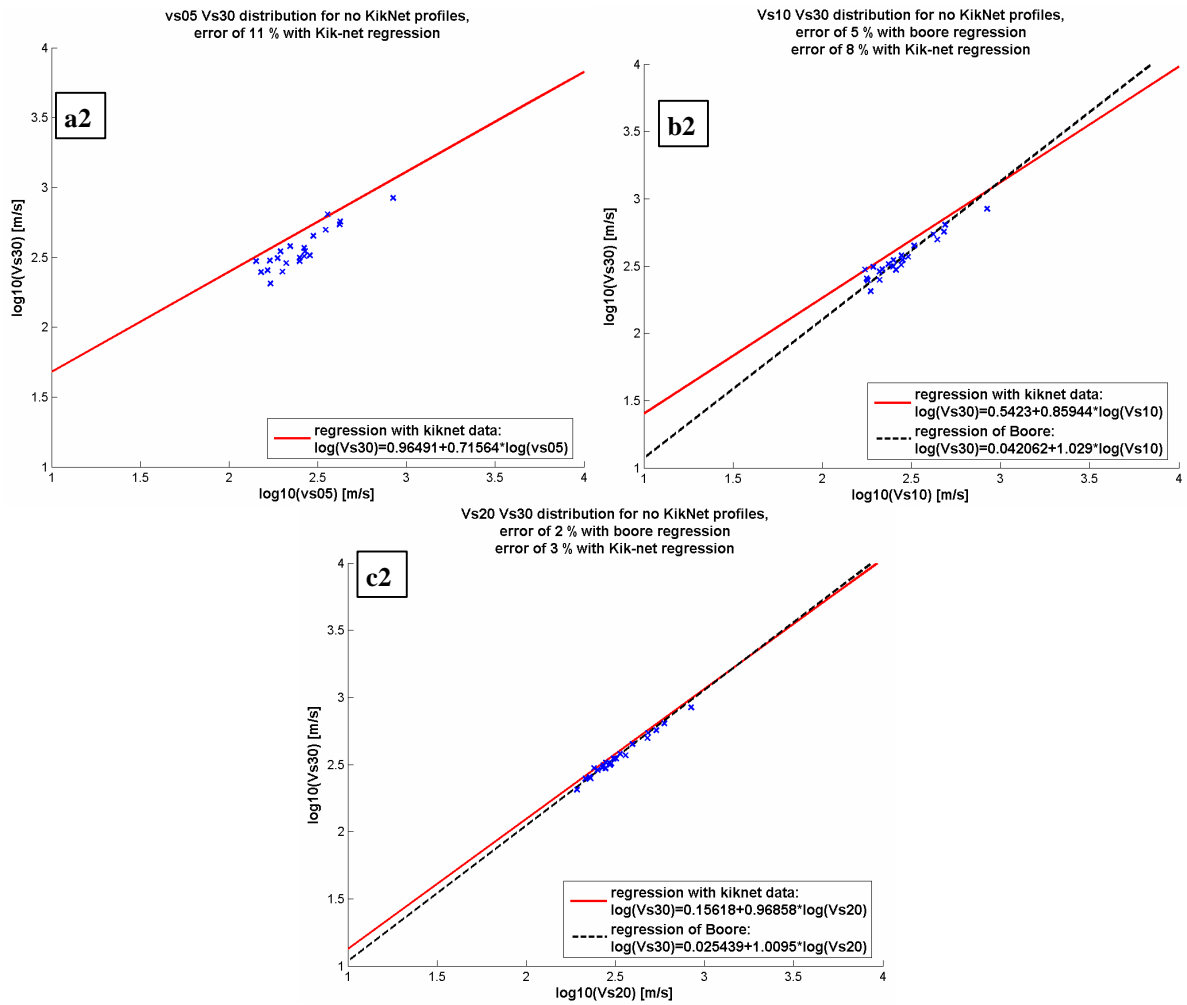 vs05 Vs30 distribution for no KikNet profiles,
error of 11 % with Kik-net regression
a2
4
3.5
3
2.5
2
1.5
1
log10(Vs30) [m/s]
1
1.5
2
2.5
3
3.5
4
log10(vs05) [m/s]
regression with kiknet data:
log(Vs30)=0.96491+0.71564*log(vs05)
Vs10 Vs30 distribution for no KikNet profiles,
error of 5 % with boore regression
error of 8 % with Kik-net regression
b2
4
3.5
3
2.5
2
1.5
1
log10(Vs30) [m/s]
1
1.5
2
2.5
3
3.5
4
log10(Vs10) [m/s]
regression with kiknet data:
log(Vs30)=0.5423+0.85944*log(Vs10)
regression of Boore:
log(Vs30)=0.042062+1.029*log(Vs10)
Vs20 Vs30 distribution for no KikNet profiles,
error of 2 % with boore regression
error of 3 % with Kik-net regression
c2
4
3.5
3
2.5
2
1.5
1
log10(Vs30) [m/s]
1
1.5
2
2.5
3
3.5
4
log10(Vs20) [m/s]
regression with kiknet data:
log(Vs30)=0.15618+0.96858*log(Vs20)
regression of Boore:
log(Vs30)=0.025439+1.0095*log(Vs20)